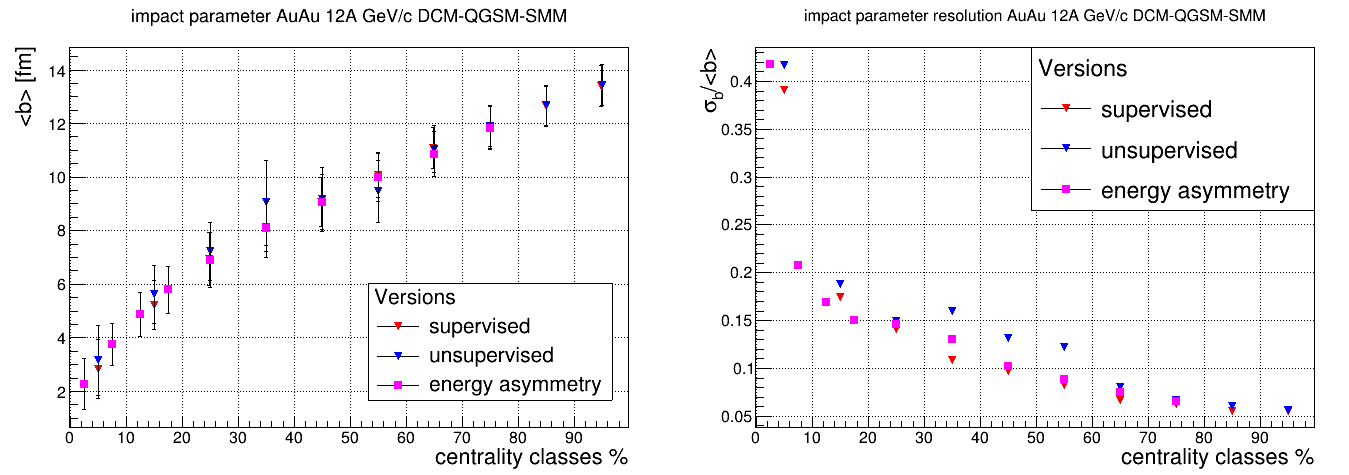 impact parameter AuAu 12A GeV/c DCM-QGSM-SMM
<b> [fm]
14
12
10
8
6
4
2
Versions
supervised
unsupervised
energy asymmetry
0 10 20 30 40 50 60 70 80 90
centrality classes %
impact parameter resolution AuAu 12A GeV/c DCM-QGSM-SMM
σb/<b>
0.4
0.35
0.3
0.25
0.2
0.15
0.1
0.05
Versions
supervised
unsupervised
energy asymmetry
0 10 20 30 40 50 60 70 80 90
centrality classes %